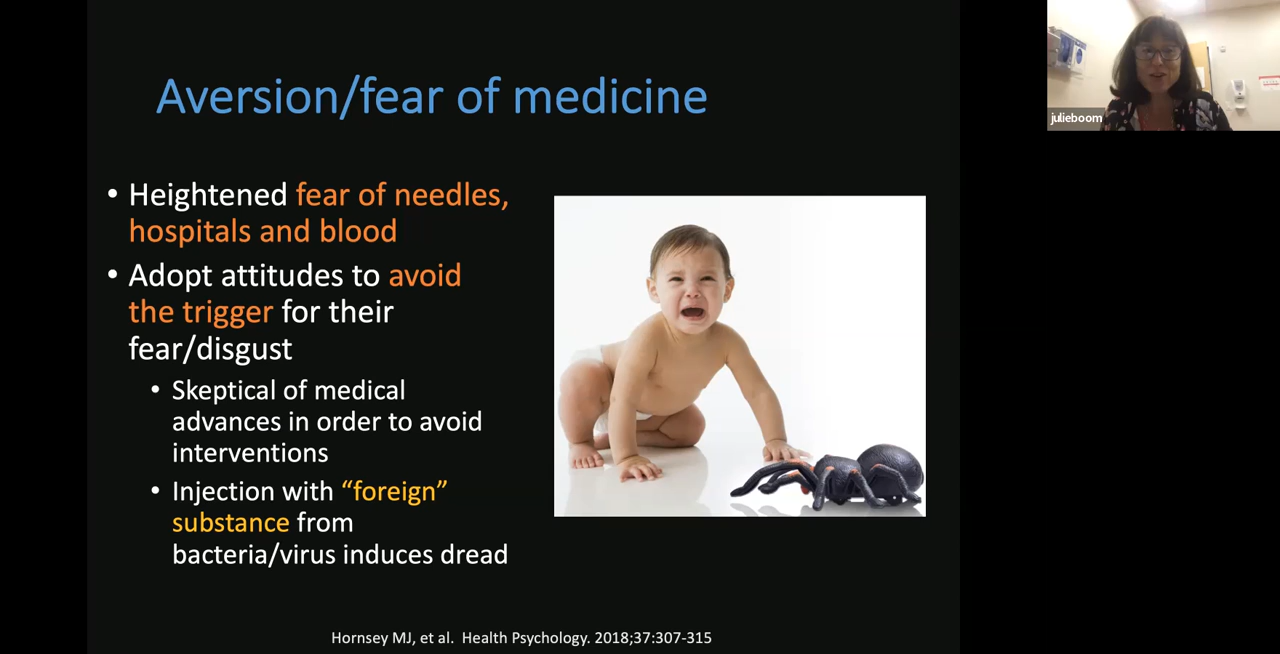 Aversion/fear of medicine
• Heightened fear of needles,
hospitals and blood
• Adopt attitudes to avoid
the trigger for their
fear/disgust
• Skeptical of medical
advances in order to avoid
interventions
• Injection with “foreign”
substance from
bacteria/virus induces dread
Hornsey MJ, et al. Health Psychology. 2018;37:307-315
julieboom